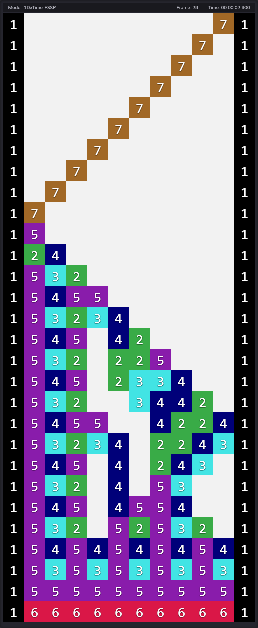 Mode: Frame: Time:
1 7 1
1 7 1
1 7 1
1 7 1
1 7 1
1 7 1
1 7 1
1 7 1
1 7 1
1 7 1
1 5 1
1 2 4 1
1 5 3 2 1
1 5 4 5 5 1
1 5 3 2 3 4 1
1 5 4 5 4 2 1
1 5 3 2 2 2 5 1
1 5 4 5 2 3 3 4 1
1 5 3 2 3 4 4 2 1
1 5 4 5 5 4 2 2 4 1
1 5 3 2 3 4 2 2 4 3 1
1 5 4 5 4 2 4 3 1
1 5 3 2 4 5 3 1
1 5 4 5 4 5 5 4 1
1 5 3 2 5 2 5 3 2 1
1 5 4 5 4 5 4 5 4 5 4 1
1 5 3 5 3 5 3 5 3 5 3 1
1 5 5 5 5 5 5 5 5 5 5 1
1 6 6 6 6 6 6 6 6 6 6 1